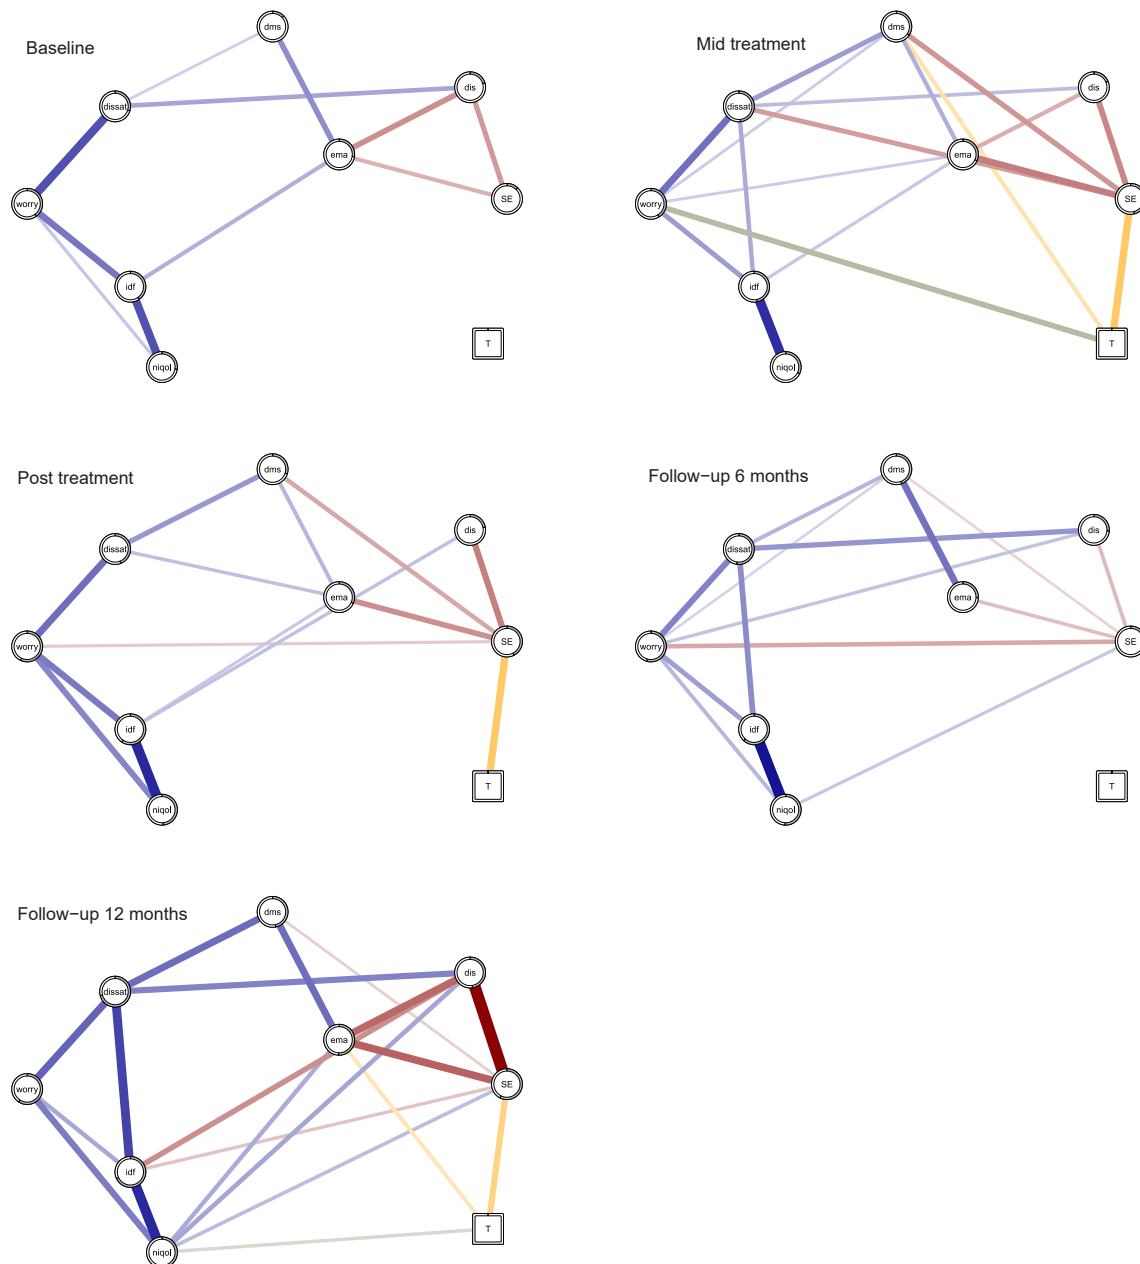 Baseline
dms
dissat
dis
ema
worry
SE
idf
T
niqol
Mid treatment
dms
dissat
dis
ema
worry
SE
idf
T
niqol
Post treatment
dms
dissat
dis
ema
worry
SE
idf
T
niqol
Follow−up 6 months
dms
dissat
dis
ema
worry
SE
idf
T
niqol
Follow−up 12 months
dms
dissat
dis
ema
worry
SE
idf
T
niqol